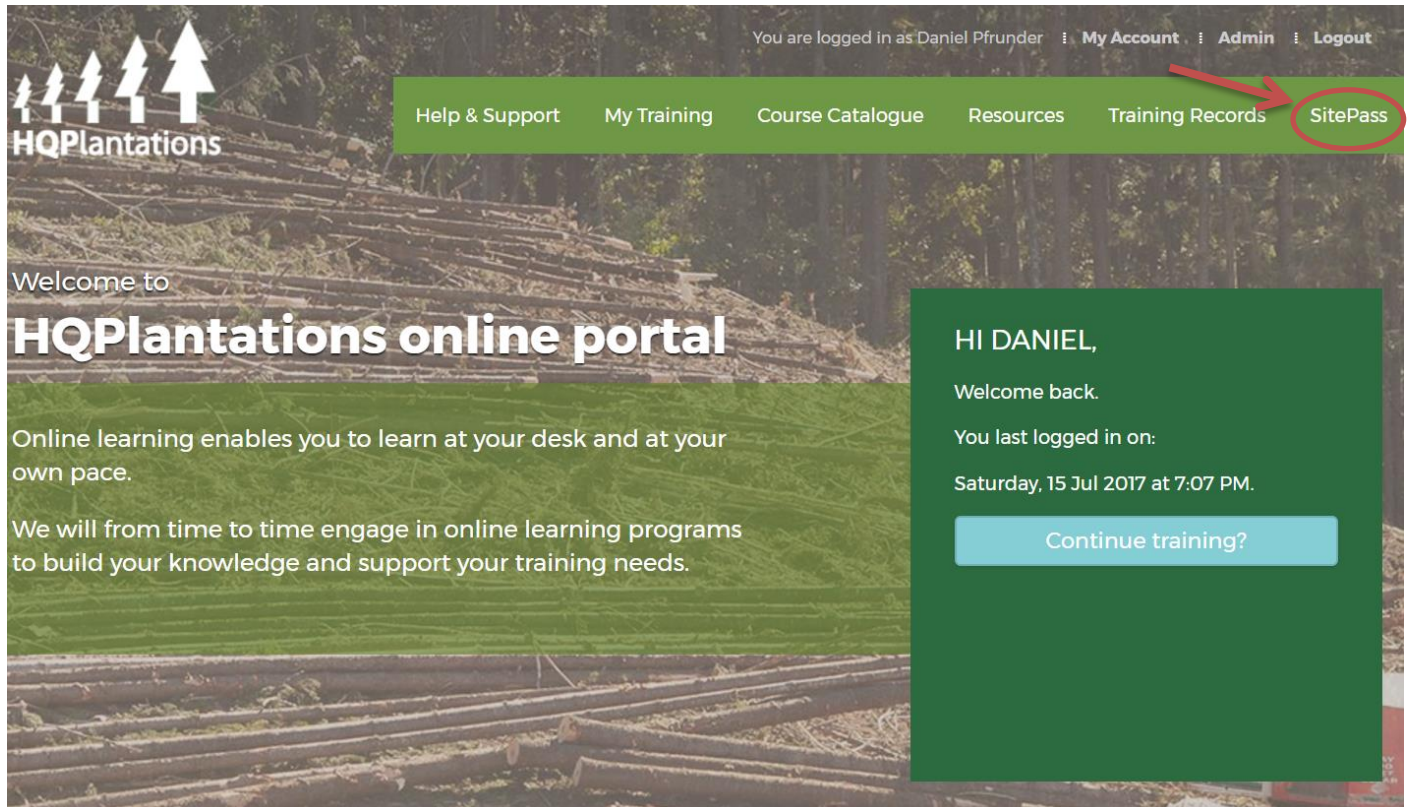 You are logged in as Daniel Pfrunder ⁝ My Account ⁝ Admin ⁝ Logout
HQPlantations
Help & Support My Training Course Catalogue Resources Training Records SitePass
Welcome to
HQPlantations online portal
Online learning enables you to learn at your desk and at your
own pace.
We will from time to time engage in online learning programs
to build your knowledge and support your training needs.
HI DANIEL,
Welcome back.
You last logged in on:
Saturday, 15 Jul 2017 at 7:07 PM.
Continue training?